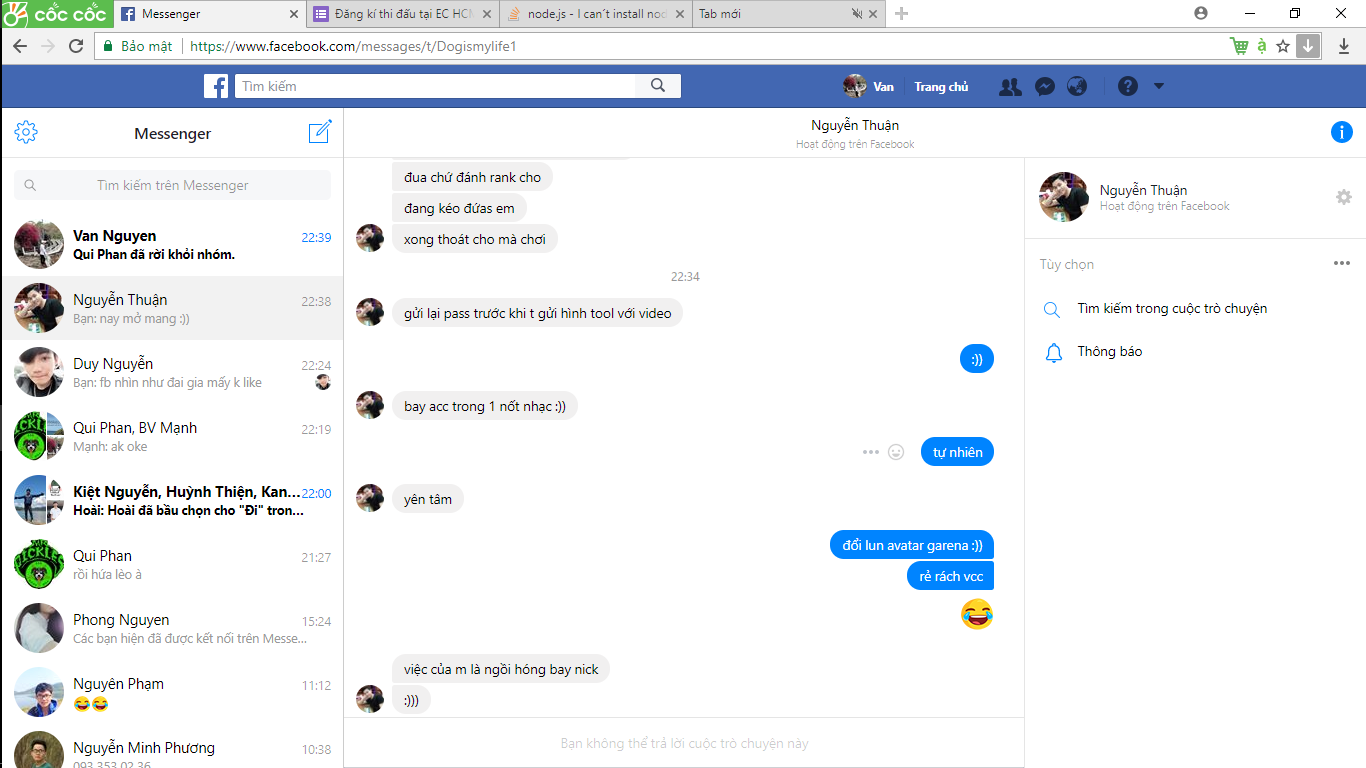 cốc cốc
Messenger
Đăng kí thi đấu tại EC HCM
node.js - I can't install noc
Tab mới
Bảo mật
https://www.facebook.com/messages/t/Dogismylife1
Tìm kiếm
Van
Trang chủ
Messenger
Tìm kiếm trên Messenger
Van Nguyen
22:39
Qui Phan đã rời khỏi nhóm.
Nguyễn Thuận
22:38
Bạn: nay mở mang :))
Duy Nguyễn
22:24
Bạn: fb nhìn như đai gia mấy k like
Qui Phan, BV Mạnh
22:19
Mạnh: ak oke
Kiệt Nguyễn, Huỳnh Thiện, Kan...
22:00
Hoài: Hoài đã bầu chọn cho "Đi" tron...
Qui Phan
21:27
rồi hứa lèo à
Phong Nguyen
15:24
Các bạn hiện đã được kết nối trên Messe...
Nguyên Phạm
11:12
😂😂
Nguyễn Minh Phương
10:38
093 353 02 36
Nguyễn Thuận
Hoạt động trên Facebook
đua chứ đánh rank cho
đang kéo đứas em
xong thoát cho mà chơi
22:34
gửi lại pass trước khi t gửi hình tool với video
:))
bay acc trong 1 nốt nhạc :))
tự nhiên
yên tâm
đổi lun avatar garena :))
rẻ rách vcc
😂
việc của m là ngồi hóng bay nick
:)))
Bạn không thể trả lời cuộc trò chuyện này
Nguyễn Thuận
Hoạt động trên Facebook
Tùy chọn
Tìm kiếm trong cuộc trò chuyện
Thông báo